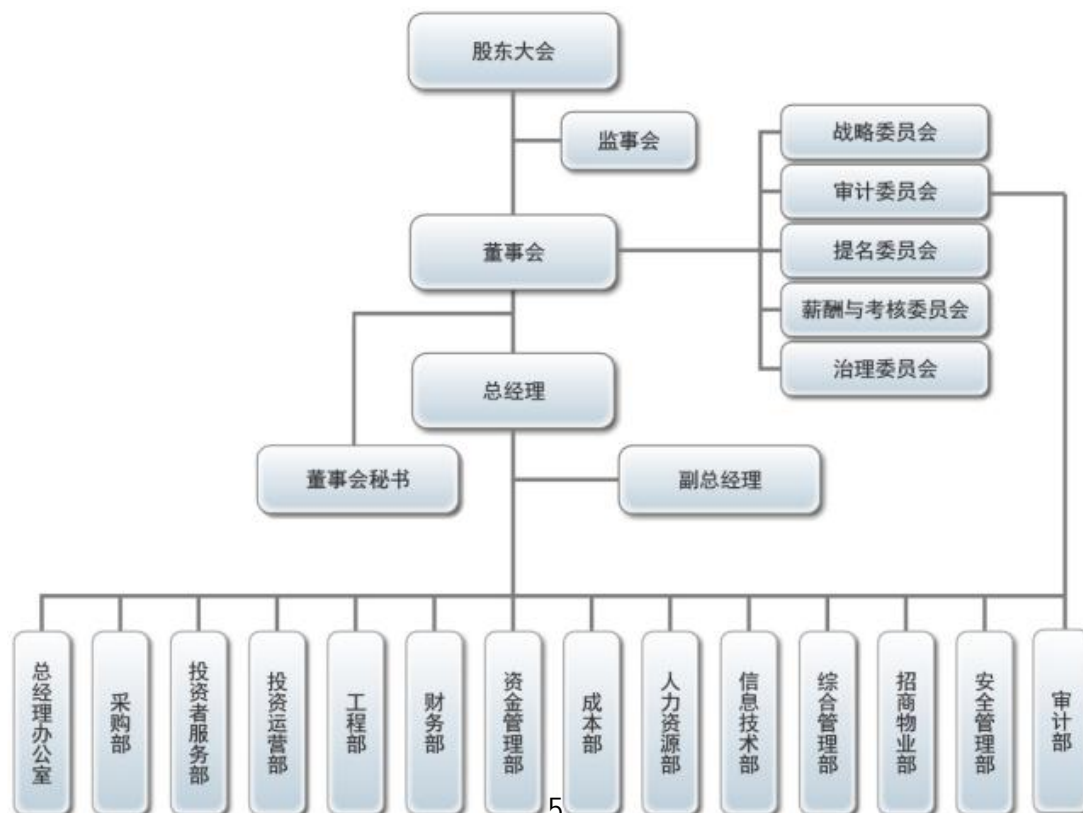 股东大会
监事会
战略委员会
审计委员会
董事会
提名委员会
薪酬与考核委员会
治理委员会
总经理
董事会秘书
副总经理
总经理办公室
采购部
投资者服务部
投资运营部
工程部
财务部
资金管理部
成本部
人力资源部
信息技术部
综合管理部
招商物业部
安全管理部
审计部
5